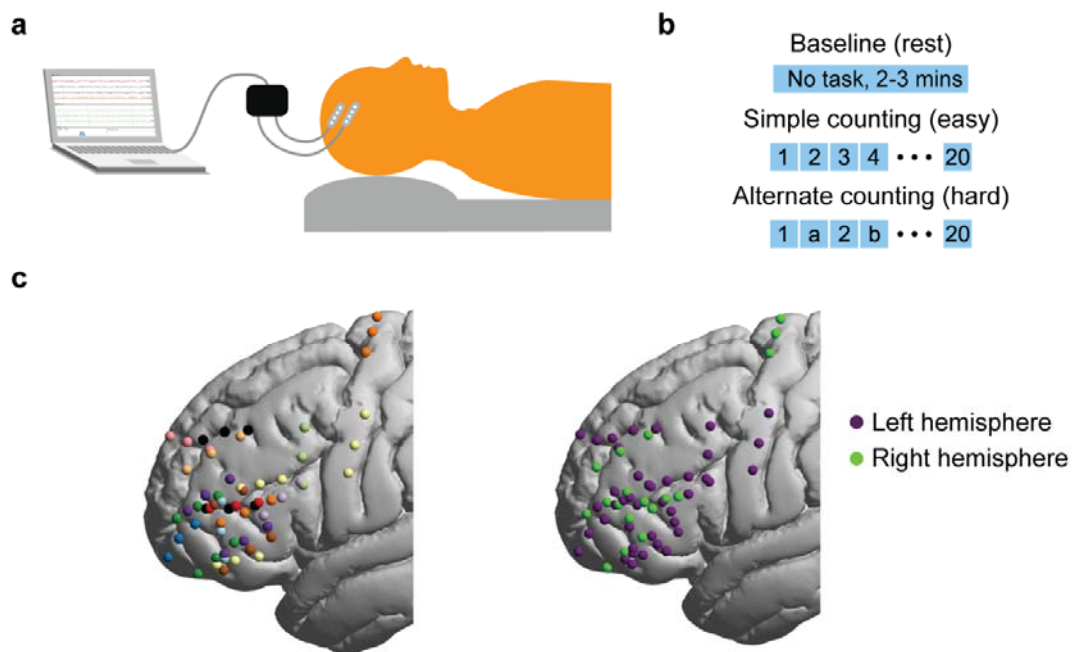 a
b
Baseline (rest)
No task, 2-3 mins
Simple counting (easy)
1 2 3 4 ••• 20
Alternate counting (hard)
1 a 2 b ••• 20
c
Left hemisphere
Right hemisphere